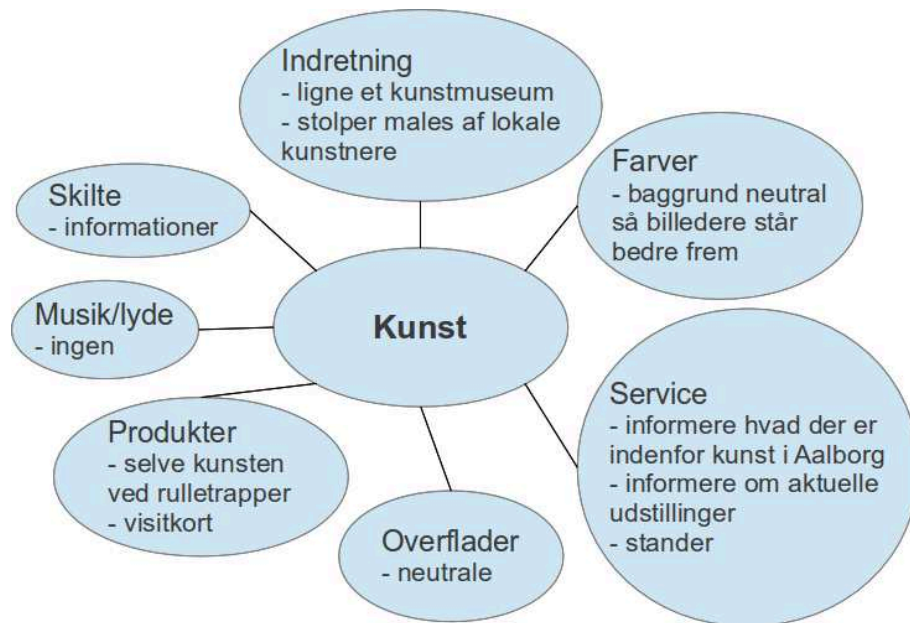 Indretning
- ligne et kunstmuseum
- stolper males af lokale
kunstnere
Farver
- baggrund neutral
så billedere står
bedre frem
Skilte
- informationer
Musik/lyde
- ingen
Kunst
Produkter
- selve kunsten
ved rulletrapper
- visitkort
Overflader
- neutrale
Service
- informere hvad der er
indenfor kunst i Aalborg
- informere om aktuelle
udstillinger
- stander